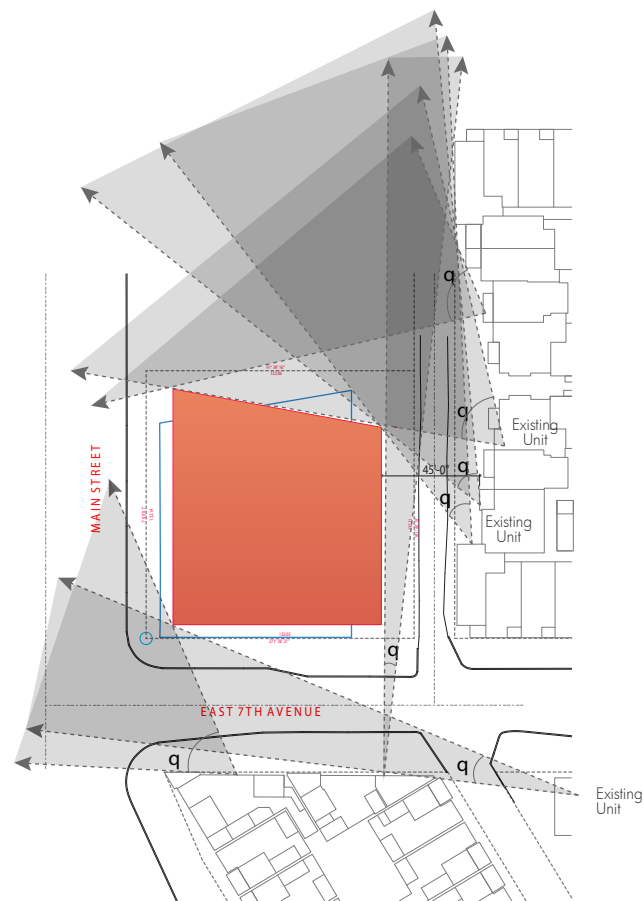 q
q
Existing
Unit
q
45'-0"
q
Existing
Unit
MAIN STREET
q
EAST 7TH AVENUE
q
q
Existing
Unit